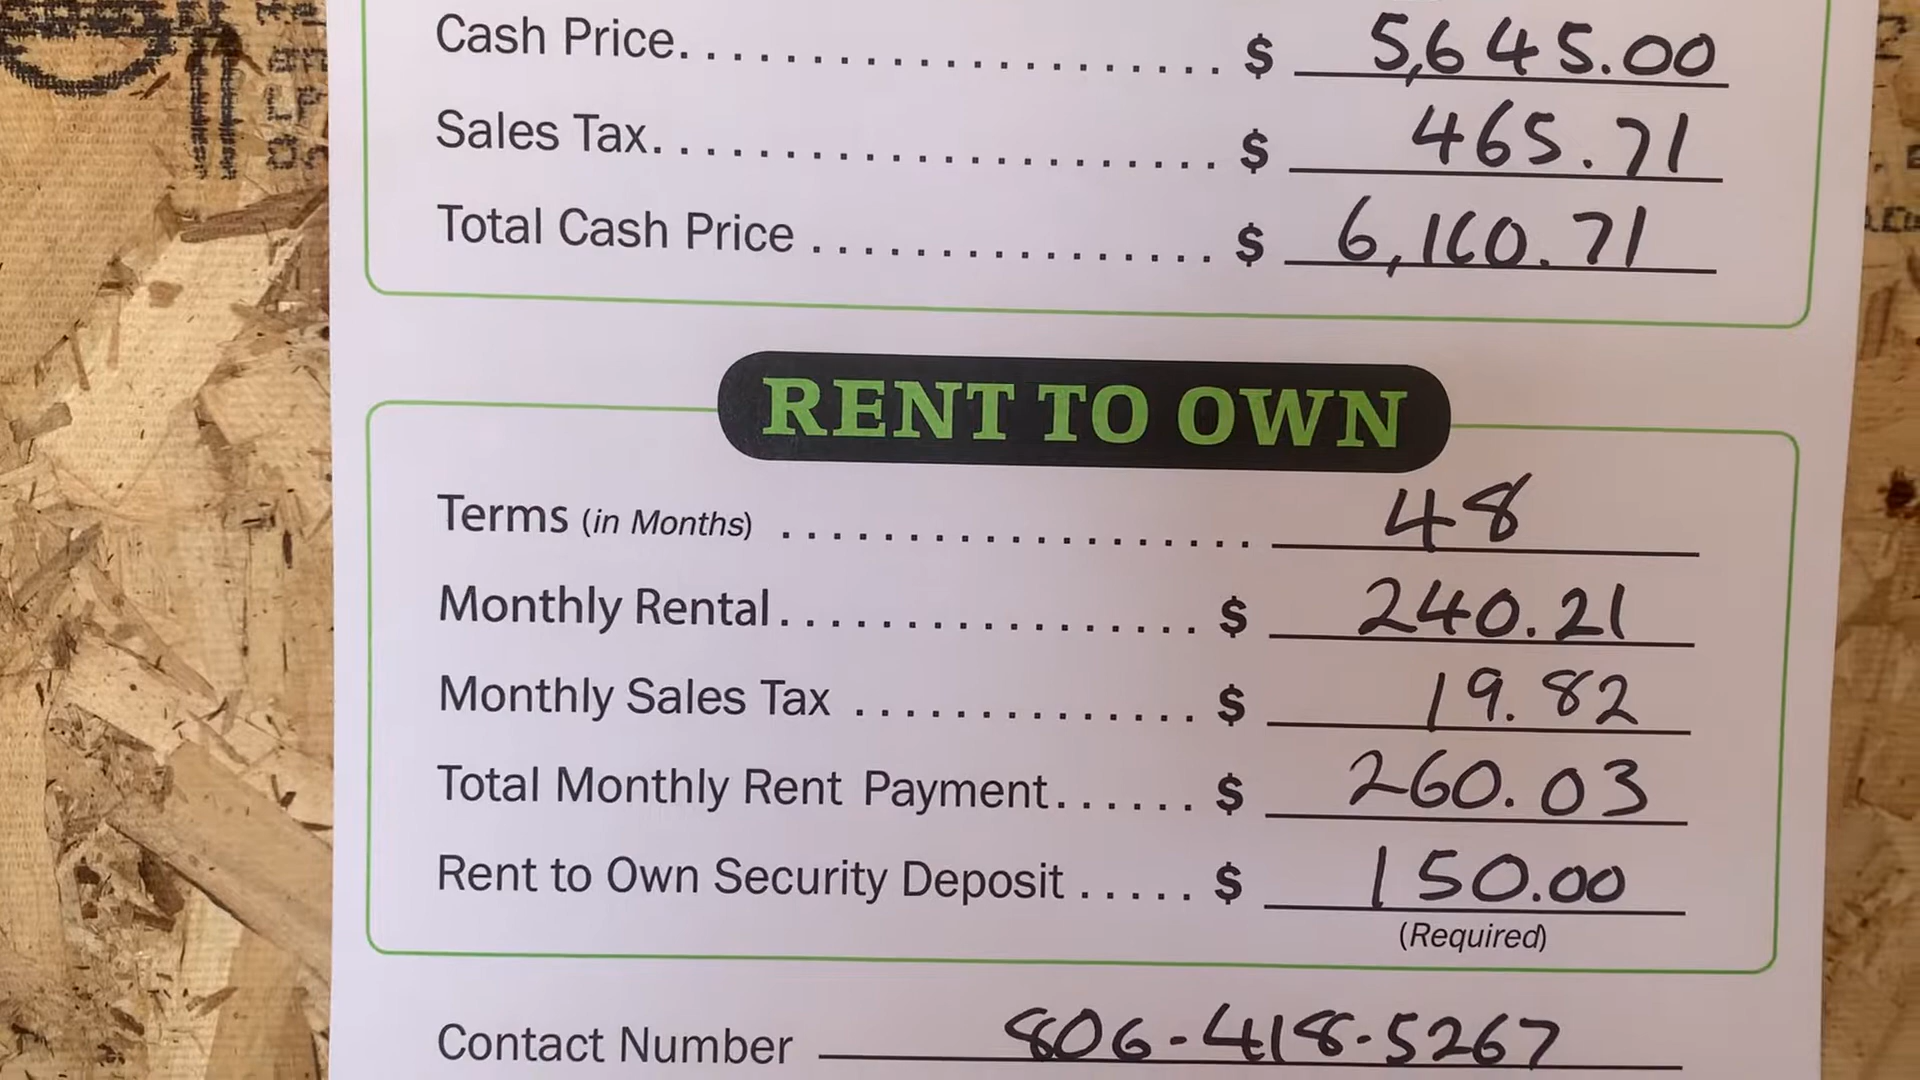 Cash Price........................ $ 5,645.00
Sales Tax........................ $ 465.71
Total Cash Price ................ $ 6,110.71
RENT TO OWN
Terms (in Months) ................... 48
Monthly Rental.................. $ 240.21
Monthly Sales Tax .............. $ 19.82
Total Monthly Rent Payment...... $ 260.03
Rent to Own Security Deposit ..... $ 150.00
(Required)
Contact Number 806-418-5267